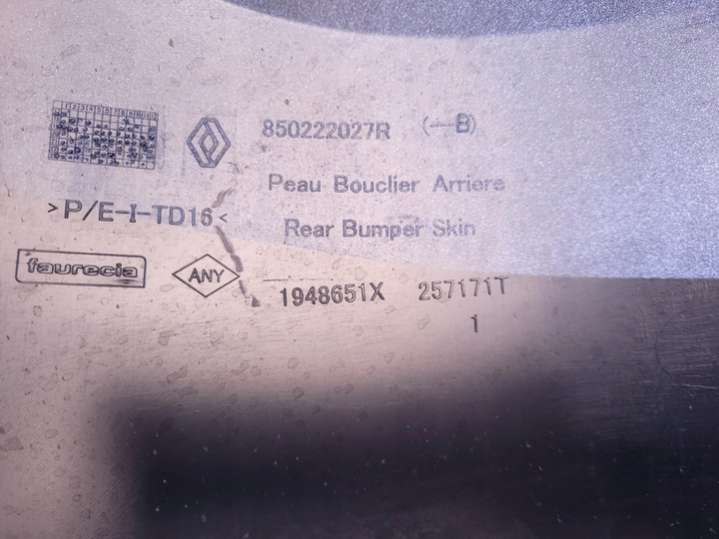 850222027R (—B)
Peau Bouclier Arriere
>P/E-I-TD16<
Rear Bumper Skin
faurecia
ANY
1948651X 257171T
1